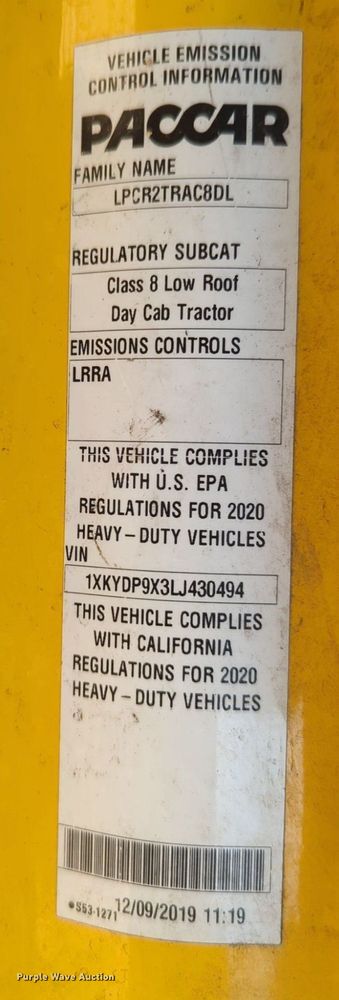 VEHICLE EMISSION
CONTROL INFORMATION
PACCAR
FAMILY NAME
LPCR2TRAC8DL
REGULATORY SUBCAT
Class 8 Low Roof
Day Cab Tractor
EMISSIONS CONTROLS
LRRA
THIS VEHICLE COMPLIES
WITH U.S. EPA
REGULATIONS FOR 2020
HEAVY-DUTY VEHICLES
VIN
1XKYDP9X3LJ430494
THIS VEHICLE COMPLIES
WITH CALIFORNIA
REGULATIONS FOR 2020
HEAVY-DUTY VEHICLES
S53-1271 12/09/2019 11:19
Purple Wave Auction